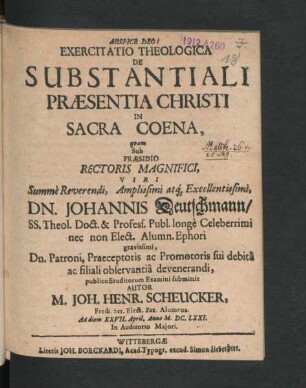 AUSPICE DEO!
EXERCITATIO THEOLOGICA
DE
SUBSTANTIALI
PRÆSENTIA CHRISTI
IN
SACRA COENA,
quam
Sub
PRÆSIDIO
RECTORIS MAGNIFICI,
VIRI
Summè Reverendi, Amplissimi atq; Excellentissimi,
DN. JOHANNIS Deutschmann/
SS. Theol. Doct. & Profess. Publ. longè Celeberrimi
nec non Elect. Alumn. Ephori
gravissimi,
Dn. Patroni, Præceptoris ac Promotoris sui debitâ
ac filiali observantiâ devenerandi,
publico Eruditorum Examini submittit
AUTOR
M. JOH. HENR. SCHEUCKER,
Ser. Elect. Sax. Alumnus.
Ad diem XXVII. April, Anno M. DC. LXXI.
In Auditorio Majori.
WITTEBERGÆ
Literis JOH. BORCKARDI, Acad. Typogr. excud. Simon